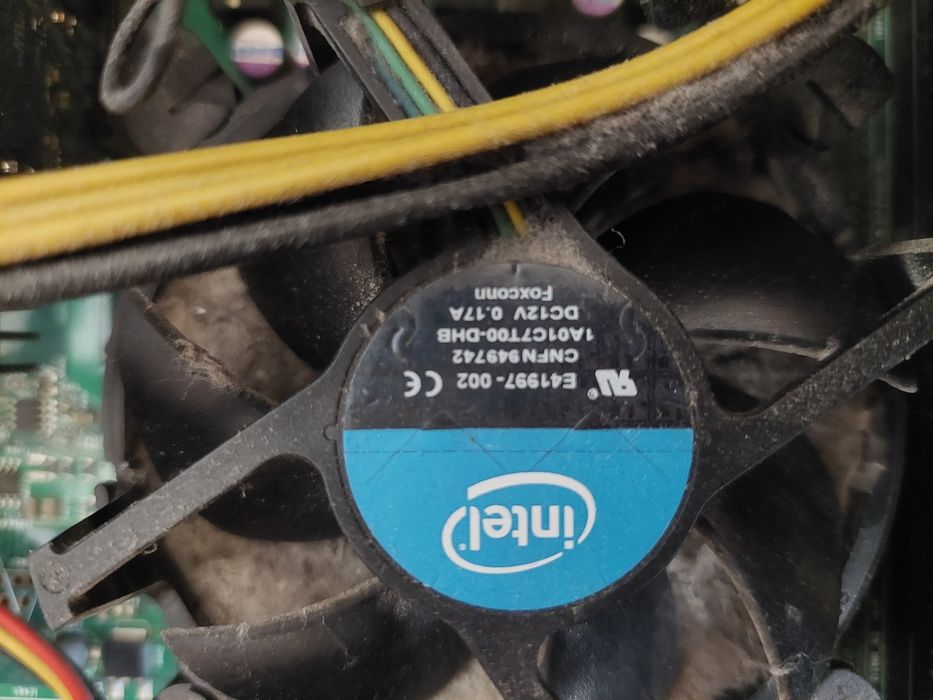 intel
E41997-002 CE
CNFN949742
1A01C7T00-DHB
DC12V 0.17A
Foxconn